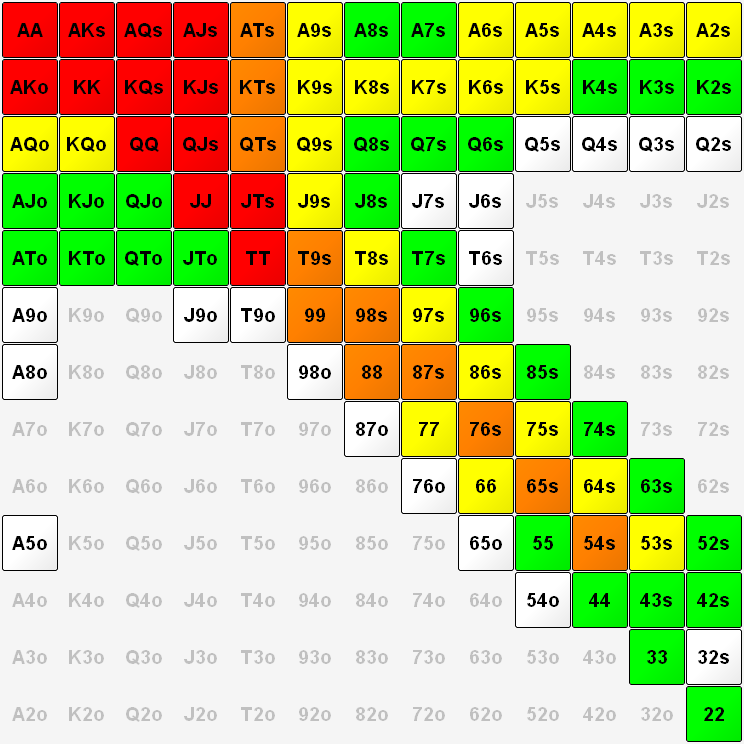 AA AKs AQs AJs ATs A9s A8s A7s A6s A5s A4s A3s A2s
AKo KK KQs KJs KTs K9s K8s K7s K6s K5s K4s K3s K2s
AQo KQo QQ QJs QTs Q9s Q8s Q7s Q6s Q5s Q4s Q3s Q2s
AJo KJo QJo JJ JTs J9s J8s J7s J6s J5s J4s J3s J2s
ATo KTo QTo JTo TT T9s T8s T7s T6s T5s T4s T3s T2s
A9o K9o Q9o J9o T9o 99 98s 97s 96s 95s 94s 93s 92s
A8o K8o Q8o J8o T8o 98o 88 87s 86s 85s 84s 83s 82s
A7o K7o Q7o J7o T7o 97o 87o 77 76s 75s 74s 73s 72s
A6o K6o Q6o J6o T6o 96o 86o 76o 66 65s 64s 63s 62s
A5o K5o Q5o J5o T5o 95o 85o 75o 65o 55 54s 53s 52s
A4o K4o Q4o J4o T4o 94o 84o 74o 64o 54o 44 43s 42s
A3o K3o Q3o J3o T3o 93o 83o 73o 63o 53o 43o 33 32s
A2o K2o Q2o J2o T2o 92o 82o 72o 62o 52o 42o 32o 22